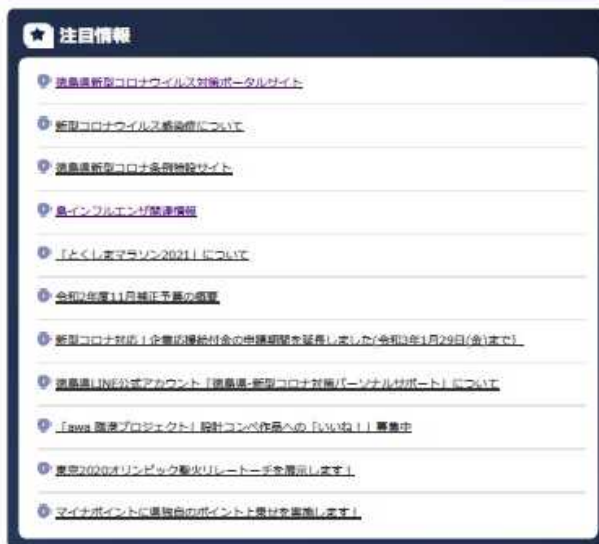 注目情報
徳島県新型コロナウイルス対策ポータルサイト
新型コロナウイルス感染症について
徳島県新型コロナ条例特設サイト
鳥インフルエンザ関連情報
「とくしまマラソン2021」について
令和2年度11月補正予算の概要
新型コロナ対応!企業応援給付金の申請期間を延長しました(令和3年1月29日(金)まで)
徳島県LINE公式アカウント「徳島県-新型コロナ対策パーソナルサポート」について
「awa 臨港プロジェクト」設計コンペ作品への「いいね!」募集中
東京2020オリンピック聖火リレートーチを展示します!
マイナポイントに県独自のポイント上乗せを実施します!